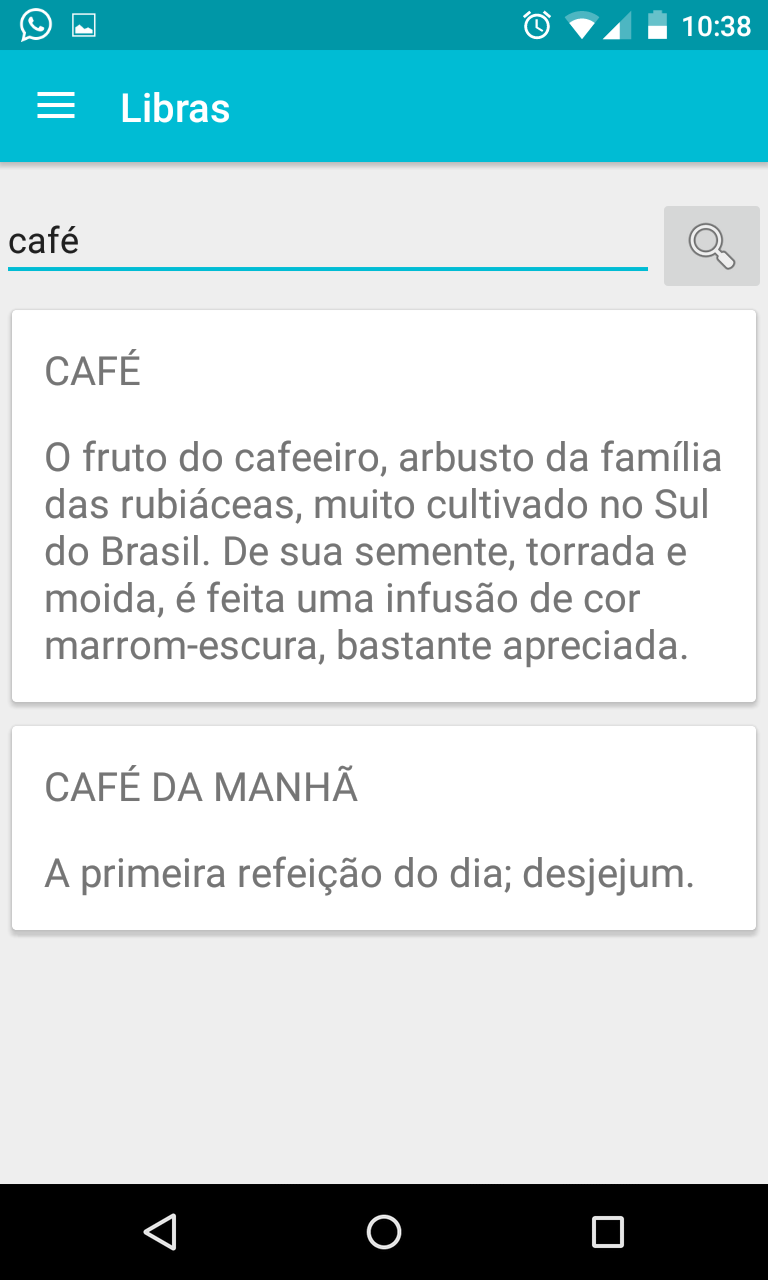 10:38
Libras
café
CAFÉ
O fruto do cafeeiro, arbusto da família
das rubiáceas, muito cultivado no Sul
do Brasil. De sua semente, torrada e
moida, é feita uma infusão de cor
marrom-escura, bastante apreciada.
CAFÉ DA MANHÃ
A primeira refeição do dia; desjejum.